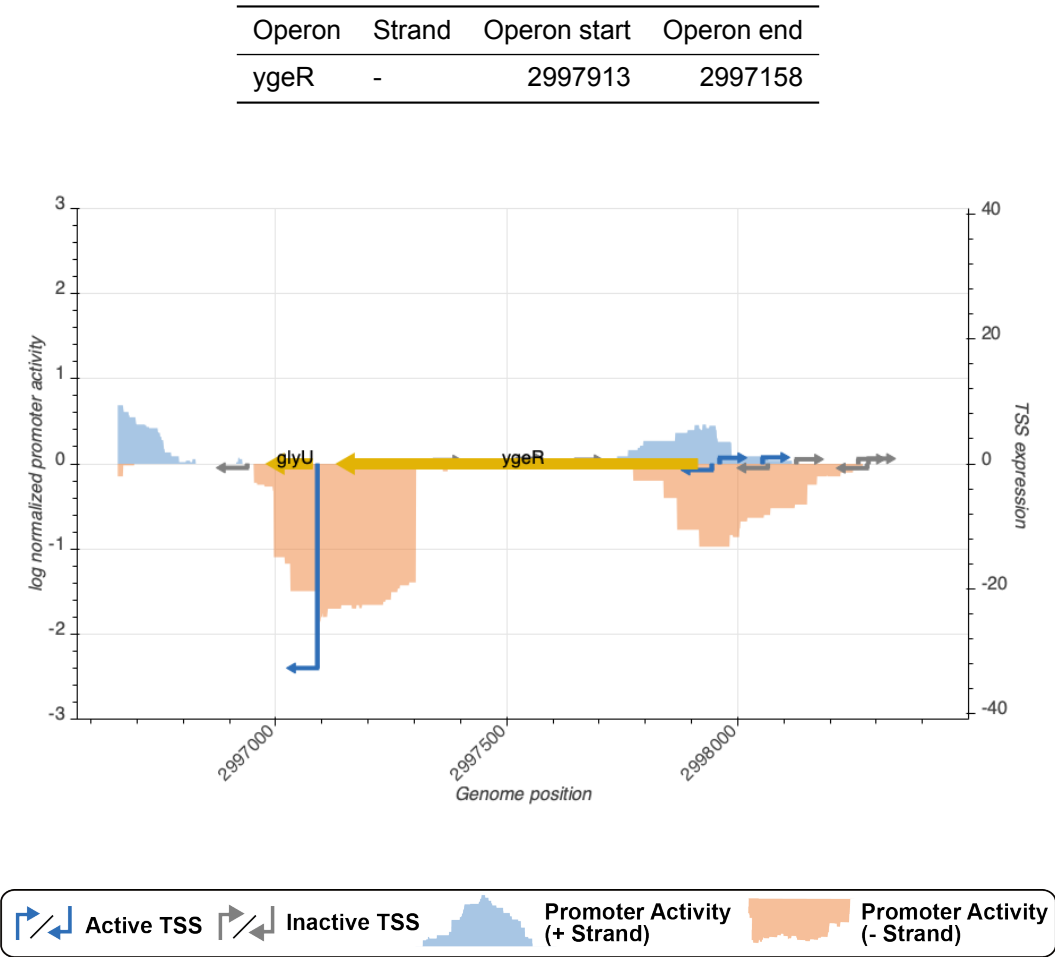 Operon Strand Operon start Operon end
ygeR - 2997913 2997158
3
2
1
0
-1
-2
-3
log normalized promoter activity
40
20
0
-20
-40
TSS expression
glyU
ygeR
2997000
2997500
2998000
Genome position
Active TSS
Inactive TSS
Promoter Activity
(+ Strand)
Promoter Activity
(- Strand)